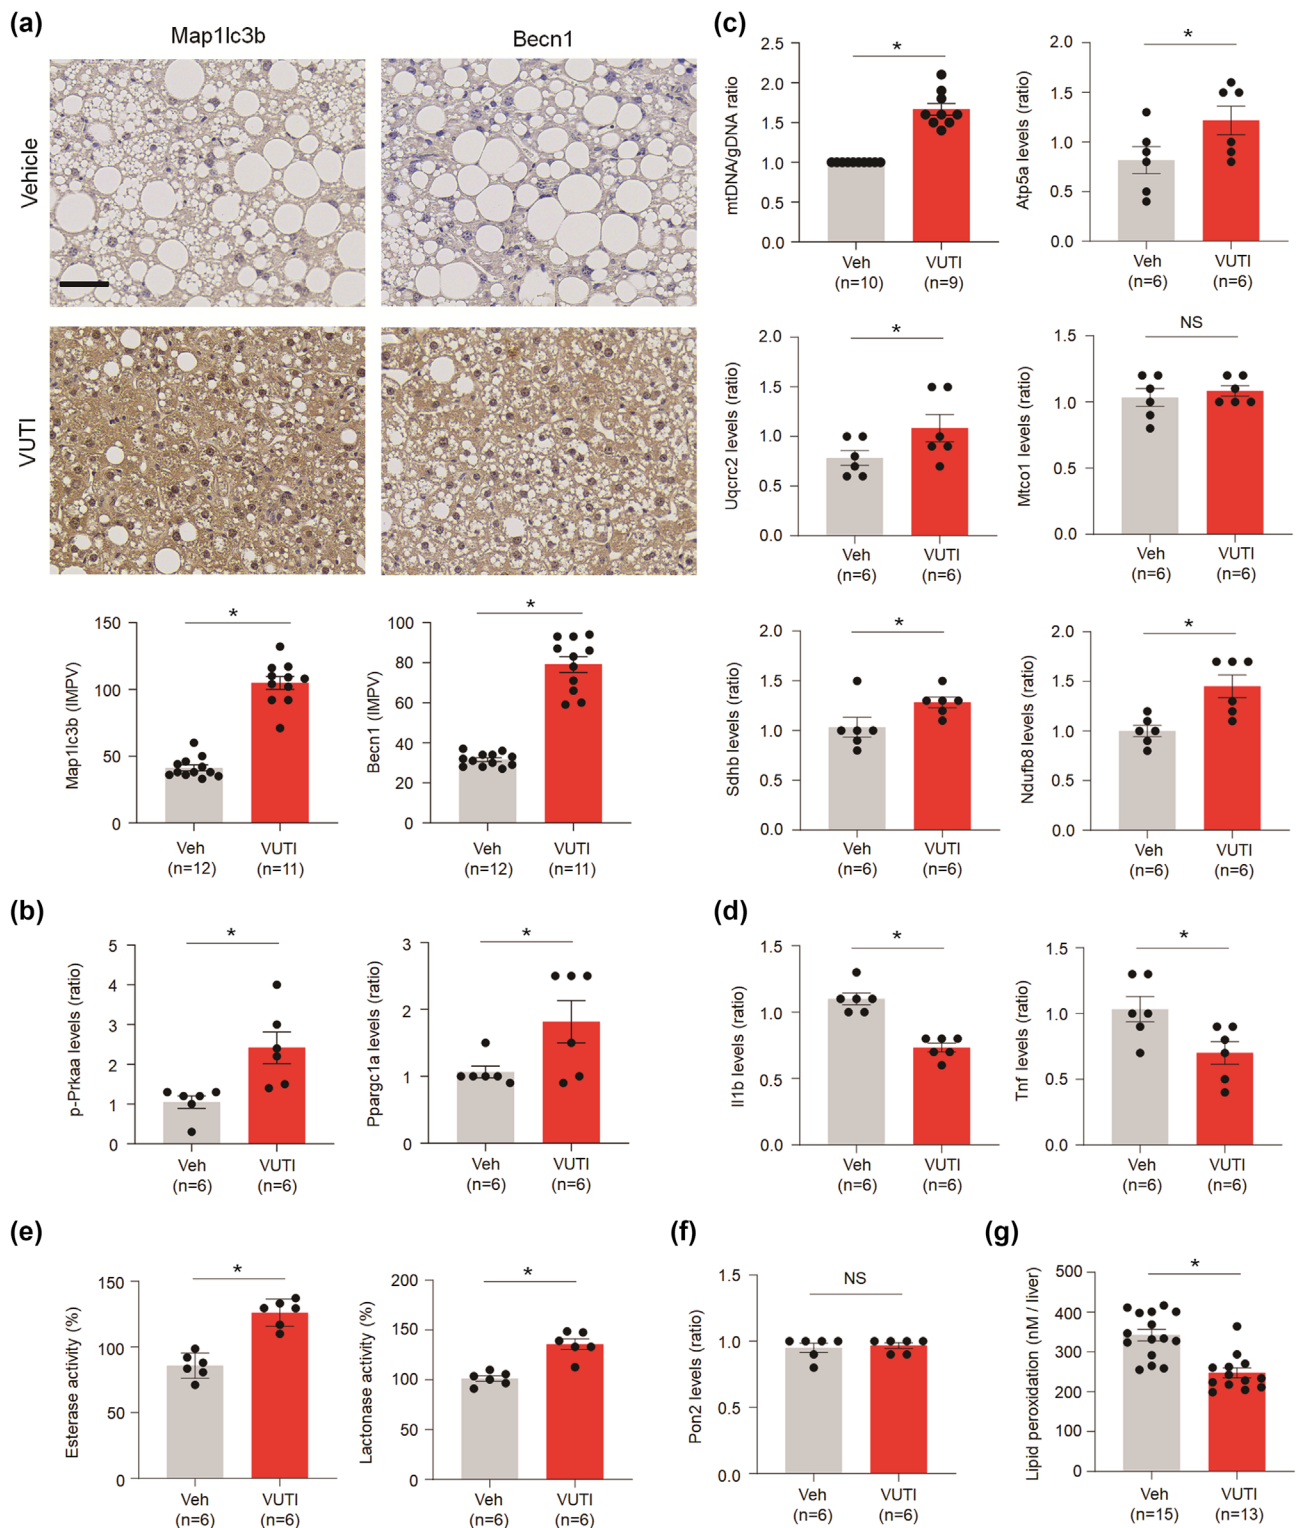 (a)
Map1lc3b
Becn1
Vehicle
VUTI
Map1lc3b (IMPV)
150
100
50
0
*
Veh
(n=12)
VUTI
(n=11)
Becn1 (IMPV)
100
80
60
40
20
0
*
Veh
(n=12)
VUTI
(n=11)
(b)
p-Prkaa levels (ratio)
5
4
3
2
1
0
*
Veh
(n=6)
VUTI
(n=6)
Ppargc1a levels (ratio)
3
2
1
0
*
Veh
(n=6)
VUTI
(n=6)
(c)
mtDNA/gDNA ratio
2.5
2.0
1.5
1.0
0.5
0.0
*
Veh
(n=10)
VUTI
(n=9)
Atp5a levels (ratio)
2.0
1.5
1.0
0.5
0.0
*
Veh
(n=6)
VUTI
(n=6)
Uqcrc2 levels (ratio)
2.0
1.5
1.0
0.5
0.0
*
Veh
(n=6)
VUTI
(n=6)
Mtco1 levels (ratio)
1.5
1.0
0.5
0.0
NS
Veh
(n=6)
VUTI
(n=6)
Sdhb levels (ratio)
2.0
1.5
1.0
0.5
0.0
*
Veh
(n=6)
VUTI
(n=6)
Ndufb8 levels (ratio)
2.0
1.5
1.0
0.5
0.0
*
Veh
(n=6)
VUTI
(n=6)
(d)
Il1b levels (ratio)
1.5
1.0
0.5
0.0
*
Veh
(n=6)
VUTI
(n=6)
Tnf levels (ratio)
1.5
1.0
0.5
0.0
*
Veh
(n=6)
VUTI
(n=6)
(e)
Esterase activity (%)
150
100
50
0
*
Veh
(n=6)
VUTI
(n=6)
Lactonase activity (%)
200
150
100
50
0
*
Veh
(n=6)
VUTI
(n=6)
(f)
Pon2 levels (ratio)
1.5
1.0
0.5
0.0
NS
Veh
(n=6)
VUTI
(n=6)
(g)
Lipid peroxidation (nM / liver)
500
400
300
200
100
0
*
Veh
(n=15)
VUTI
(n=13)